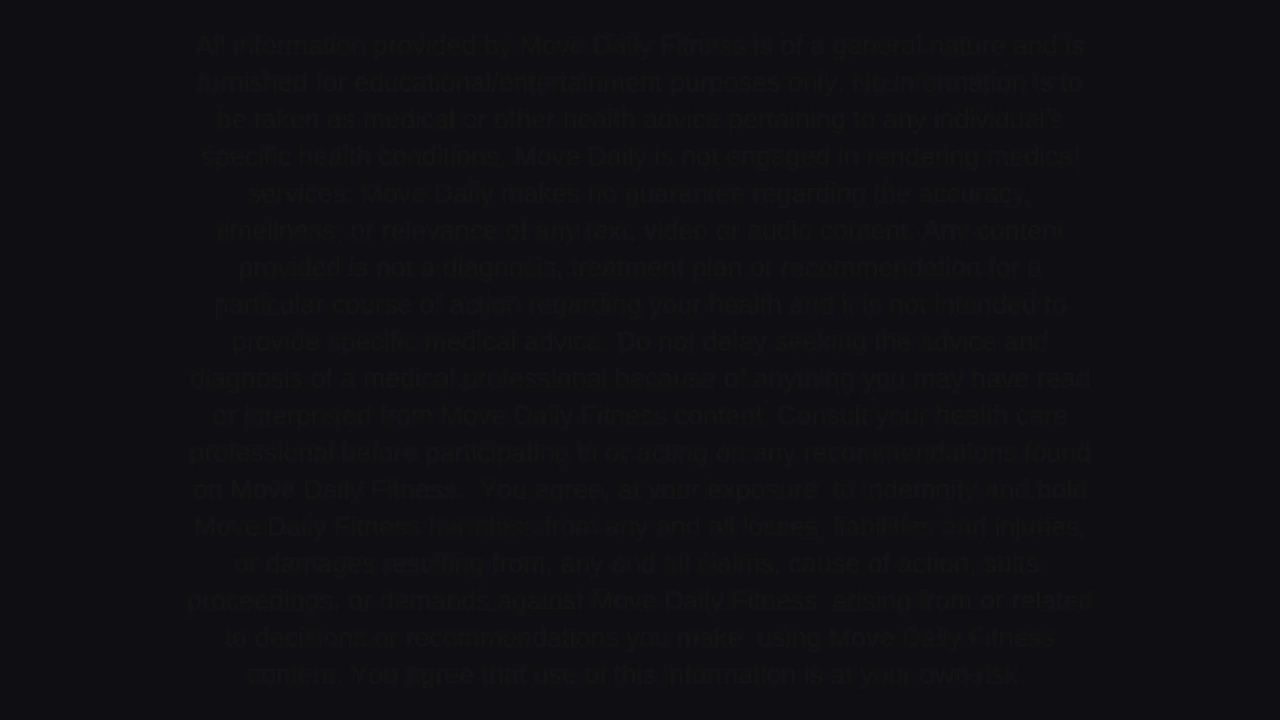 All information provided by Move Daily Fitness is of a general nature and is
furnished for educational/entertainment purposes only. No information is to
be taken as medical or other health advice pertaining to any individual's
specific health conditions. Move Daily is not engaged in rendering medical
services. Move Daily makes no guarantee regarding the accuracy,
timeliness, or relevance of any text, video or audio content. Any content
provided is not a diagnosis, treatment plan or recommendation for a
particular course of action regarding your health and it is not intended to
provide specific medical advice. Do not delay seeking the advice and
diagnosis of a medical professional because of anything you may have read
or interpreted from Move Daily Fitness content. Consult your health care
professional before participating in or acting on any recommendations found
on Move Daily Fitness. You agree, at your exposure, to indemnity and hold
Move Daily Fitness harmless from any and all losses, liabilities and injuries,
or damages resulting from, any and all claims, cause of action, suits,
proceedings, or demands against Move Daily Fitness arising from or related
to decisions or recommendations you make using Move Daily Fitness
content. You agree that use of this information is at your own risk.